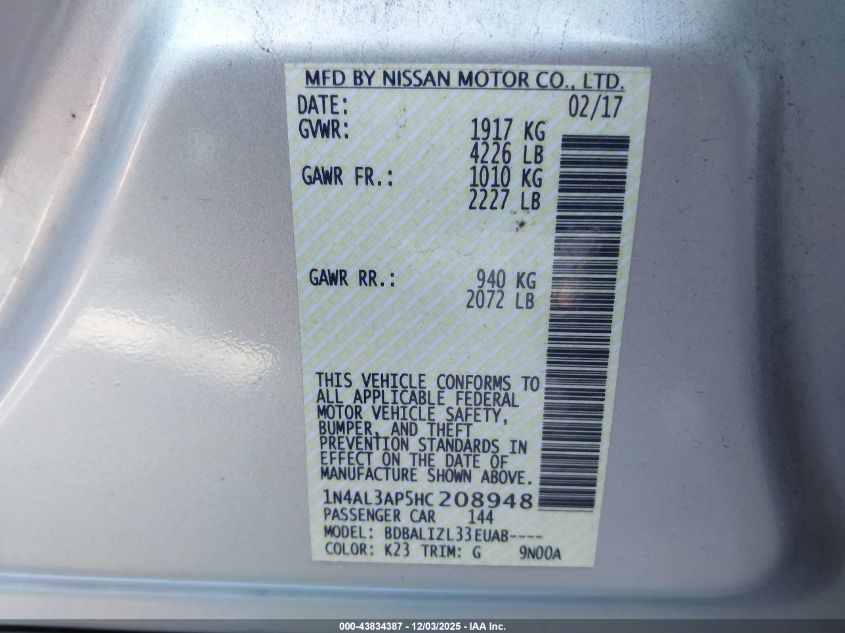 MFD BY NISSAN MOTOR CO., LTD.
DATE: 02/17
GVWR: 1917 KG
4226 LB
GAWR FR.: 1010 KG
2227 LB
GAWR RR.: 940 KG
2072 LB
THIS VEHICLE CONFORMS TO
ALL APPLICABLE FEDERAL
MOTOR VEHICLE SAFETY,
BUMPER, AND THEFT
PREVENTION STANDARDS IN
EFFECT ON THE DATE OF
MANUFACTURE SHOWN ABOVE.
1N4AL3AP5HC208948
PASSENGER CAR 144
MODEL: BDBALIZL33EUAB----
COLOR: K23 TRIM: G 9N00A
000-43834387 - 12/03/2025 - IAA Inc.